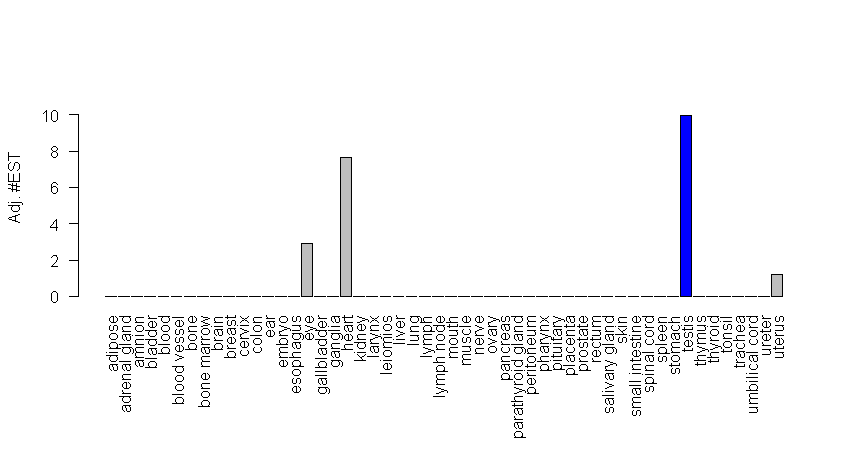 Adj. #EST
10
8
6
4
2
0
adipose
adrenal gland
amnion
bladder
blood
blood vessel
bone
bone marrow
brain
breast
cervix
colon
ear
embryo
esophagus
eye
gallbladder
ganglia
heart
kidney
larynx
leiomios
liver
lung
lymph
lymph node
mouth
muscle
nerve
ovary
pancreas
parathyroid gland
peritoneum
pharynx
pituitary
placenta
prostate
rectum
salivary gland
skin
small intestine
spinal cord
spleen
stomach
testis
thymus
thyroid
tonsil
trachea
umbilical cord
ureter
uterus